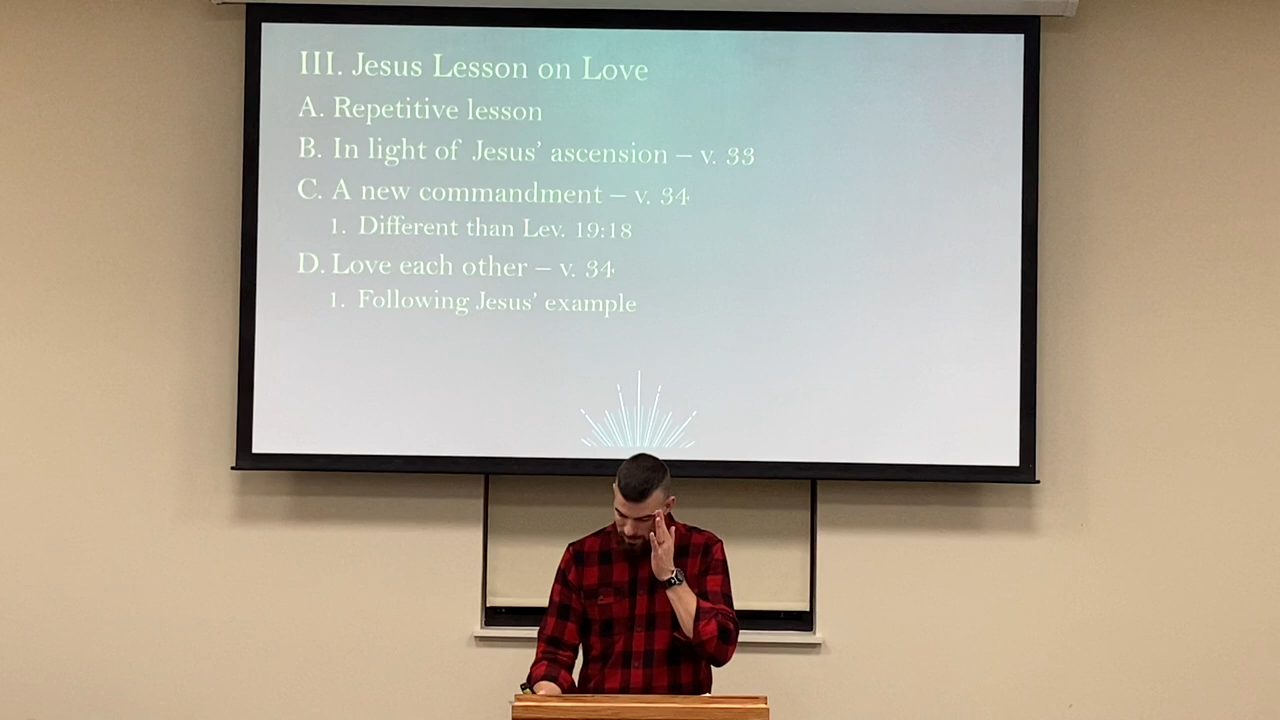 III. Jesus Lesson on Love
A. Repetitive lesson
B. In light of Jesus’ ascension – v. 33
C. A new commandment – v. 34
1. Different than Lev. 19:18
D. Love each other – v. 34
1. Following Jesus’ example